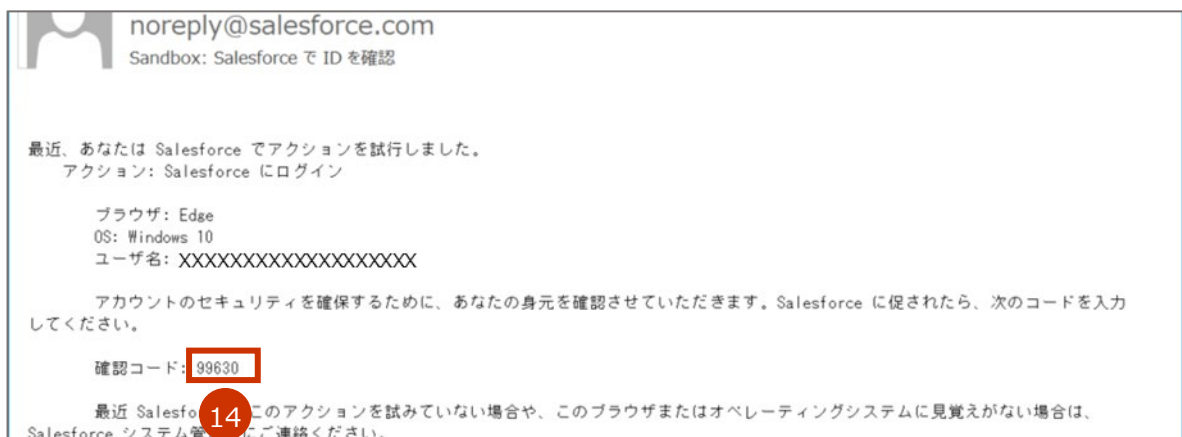 noreply@salesforce.com
Sandbox: Salesforce で ID を確認
最近、あなたは Salesforce でアクションを試行しました。
アクション: Salesforce にログイン
ブラウザ: Edge
OS: Windows 10
ユーザ名: XXXXXXXXXXXXXXXXXXX
アカウントのセキュリティを確保するために、あなたの身元を確認させていただきます。Salesforce に促されたら、次のコードを入力
してください。
確認コード: 99630
最近 Salesfo このアクションを試みていない場合や、このブラウザまたはオペレーティングシステムに見覚えがない場合は、
14
Salesforce システム管 にご連絡ください。